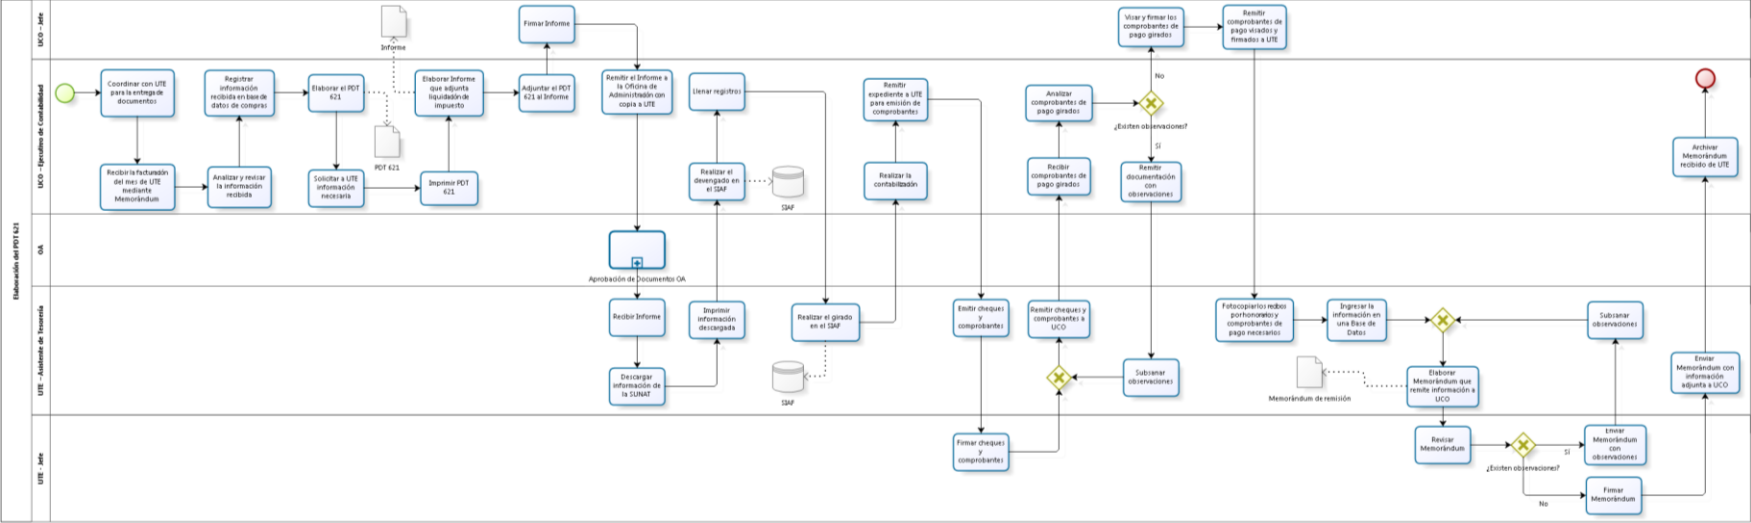 Elaboración del PDT 621
UCO – Jefe
UCO – Ejecutivo de Contabilidad
OA
UTE – Asistente de Tesorería
UTE - Jefe
Informe
Firmar Informe
Visar y firmar los
comprobantes de
pago girados
Remitir
comprobantes de
pago visados y
firmados a UTE
Coordinar con UTE
para la entrega de
documentos
Registrar
información
recibida en base de
datos de compras
Elaborar el PDT
621
Elaborar Informe
que adjunta
liquidación de
impuesto
Adjuntar el PDT
621 al Informe
Remitir el Informe a
la Oficina de
Administración con
copia a UTE
Llenar registros
Remitir
expediente a UTE
para emisión de
comprobantes
Analizar
comprobantes de
pago girados
No
¿Existen observaciones?
Sí
PDT 621
Recibir la facturación
del mes de UTE
mediante
Memorándum
Analizar y revisar
la información
recibida
Solicitar a UTE
información
necesaria
Imprimir PDT
621
Realizar el
devengado en
el SIAF
SIAF
Realizar la
contabilización
Recibir
comprobantes de
pago girados
Remitir
documentación
con
observaciones
Archivar
Memorándum
recibido de UTE
Aprobación de Documentos OA
Recibir Informe
Imprimir
información
descargada
Realizar el girado
en el SIAF
Emitir cheques
y
comprobantes
Remitir cheques y
comprobantes a
UCO
Fotocopiar los recibos
por honorarios y
comprobantes de
pago necesarios
Ingresar la
información en
una Base de
Datos
Subsanar
observaciones
Descargar
información de
la SUNAT
SIAF
Subsanar
observaciones
Memorándum de remisión
Elaborar
Memorándum que
remite información a
UCO
Enviar
Memorándum con
información
adjunta a UCO
Firmar cheques
y
comprobantes
Revisar
Memorándum
¿Existen observaciones?
Sí
Enviar
Memorándum
con
observaciones
No
Firmar
Memorándum